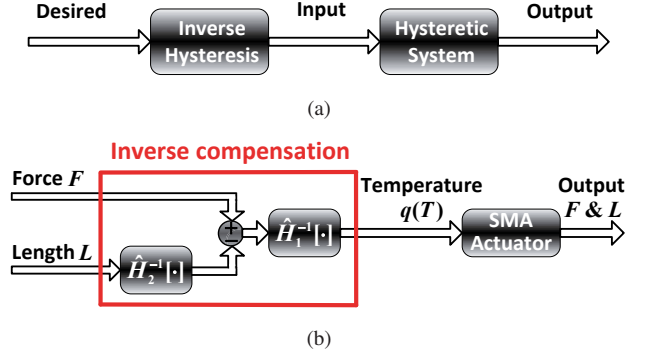 Desired
Inverse
Hysteresis
Input
Hysteretic
System
Output
(a)
Inverse compensation
Force F
Length L
Ĥ₂⁻¹[·]
+
−
Ĥ₁⁻¹[·]
Temperature
q(T)
SMA
Actuator
Output
F & L
(b)